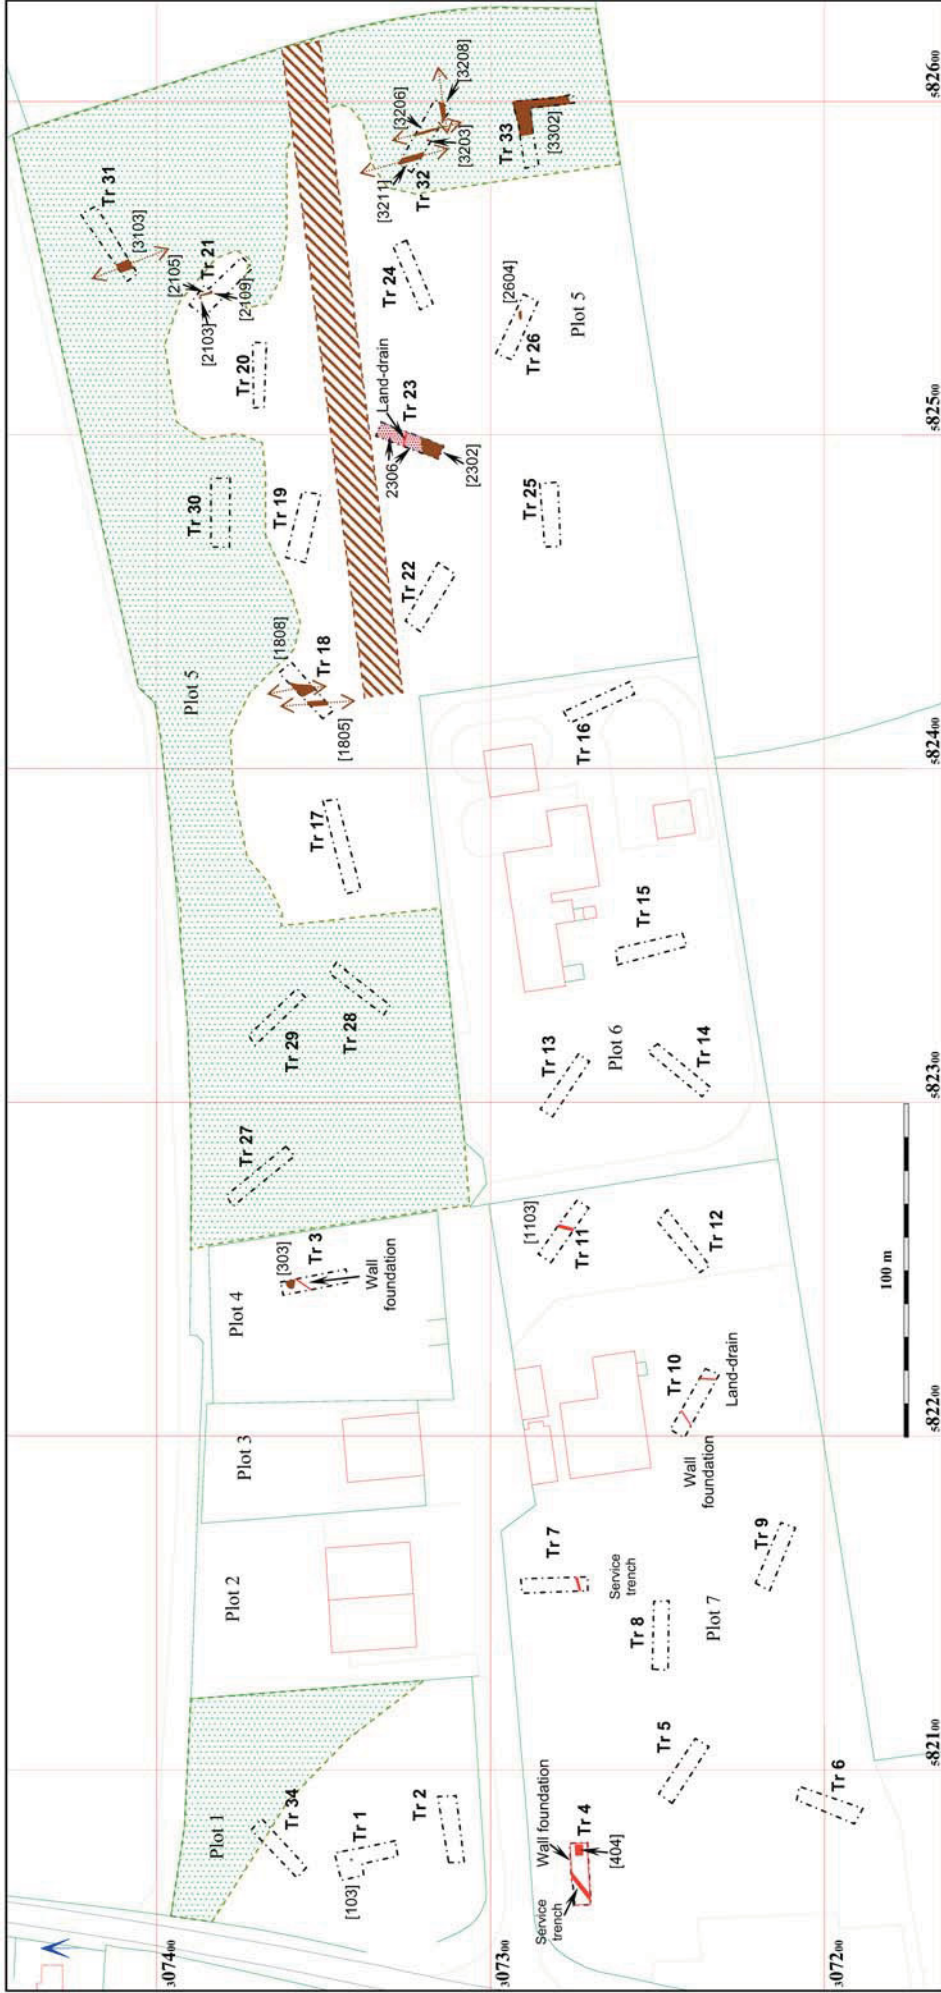 Plot 1
Tr 34
Tr 1
[103]
Tr 2
Plot 2
Plot 3
Plot 4
[303]
Tr 3
Wall
foundation
Tr 27
Tr 29
Tr 28
Plot 5
Tr 17
Tr 18
[1808]
[1805]
Tr 30
Tr 19
Tr 20
Tr 31
[3103]
[2105]
Tr 21
[2103]
[2109]
Tr 22
Land-drain
Tr 23
2306
[2302]
Tr 24
[3211]
Tr 32
[3206]
[3203]
[3208]
Tr 33
[3302]
[2604]
Tr 26
Tr 25
Plot 5
Wall foundation
Service
trench
Tr 4
[404]
Tr 5
Tr 6
Tr 7
Service
trench
Tr 8
Plot 7
Tr 9
Tr 10
Wall
foundation
Land-drain
[1103]
Tr 11
Tr 12
Tr 13
Plot 6
Tr 14
Tr 15
Tr 16
100 m
307400
307300
307200
582100
582200
582300
582400
582500
582600